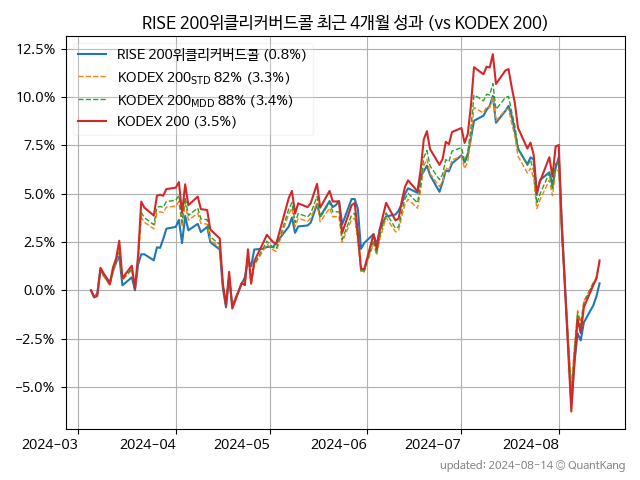 RISE 200위클리커버드콜 최근 4개월 성과 (vs KODEX 200)
12.5%
10.0%
7.5%
5.0%
2.5%
0.0%
−2.5%
−5.0%
RISE 200위클리커버드콜 (0.8%)
KODEX 200STD 82% (3.3%)
KODEX 200MDD 88% (3.4%)
KODEX 200 (3.5%)
2024-03 2024-04 2024-05 2024-06 2024-07 2024-08
updated: 2024-08-14 © QuantKang